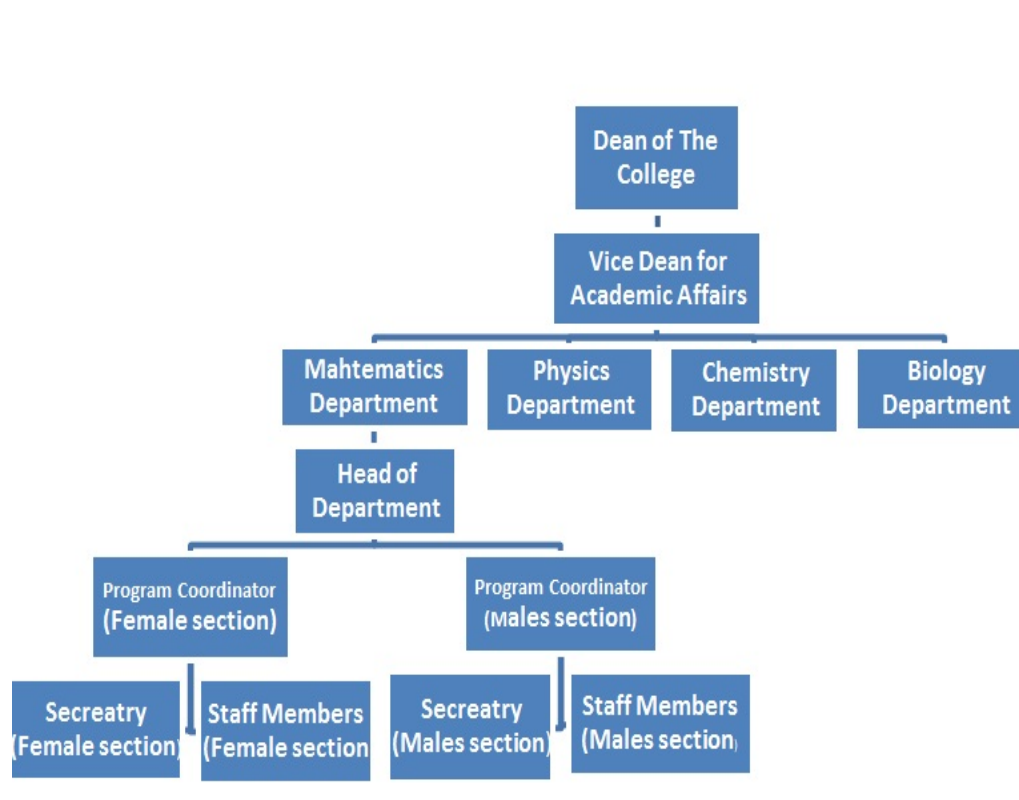 Dean of The
College
Vice Dean for
Academic Affairs
Mahtematics
Department
Physics
Department
Chemistry
Department
Biology
Department
Head of
Department
Program Coordinator
(Female section)
Program Coordinator
(Males section)
Secreatry
(Female section)
Staff Members
(Female section
Secreatry
(Males section)
Staff Members
(Males section)